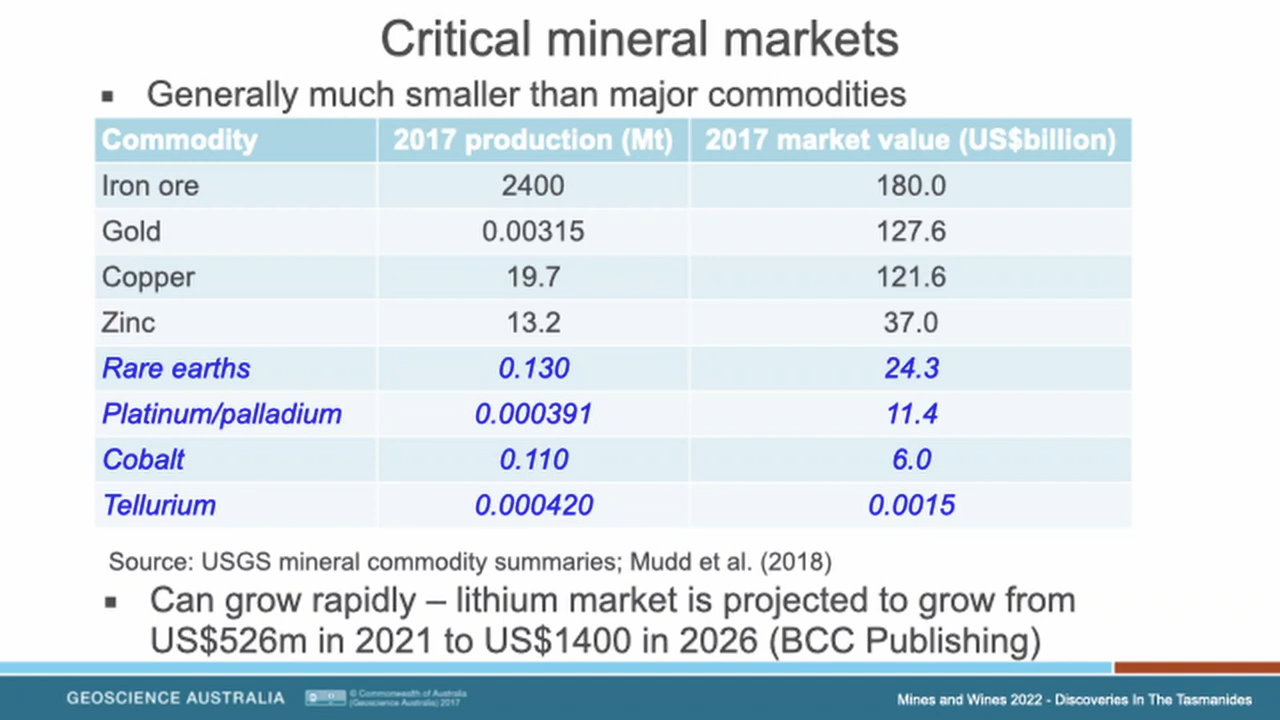 Critical mineral markets
▪ Generally much smaller than major commodities
Commodity 2017 production (Mt) 2017 market value (US$billion)
Iron ore 2400 180.0
Gold 0.00315 127.6
Copper 19.7 121.6
Zinc 13.2 37.0
Rare earths 0.130 24.3
Platinum/palladium 0.000391 11.4
Cobalt 0.110 6.0
Tellurium 0.000420 0.0015
Source: USGS mineral commodity summaries; Mudd et al. (2018)
▪ Can grow rapidly – lithium market is projected to grow from
US$526m in 2021 to US$1400 in 2026 (BCC Publishing)
GEOSCIENCE AUSTRALIA
© Commonwealth of Australia
(Geoscience Australia) 2017
Mines and Wines 2022 - Discoveries In The Tasmanides